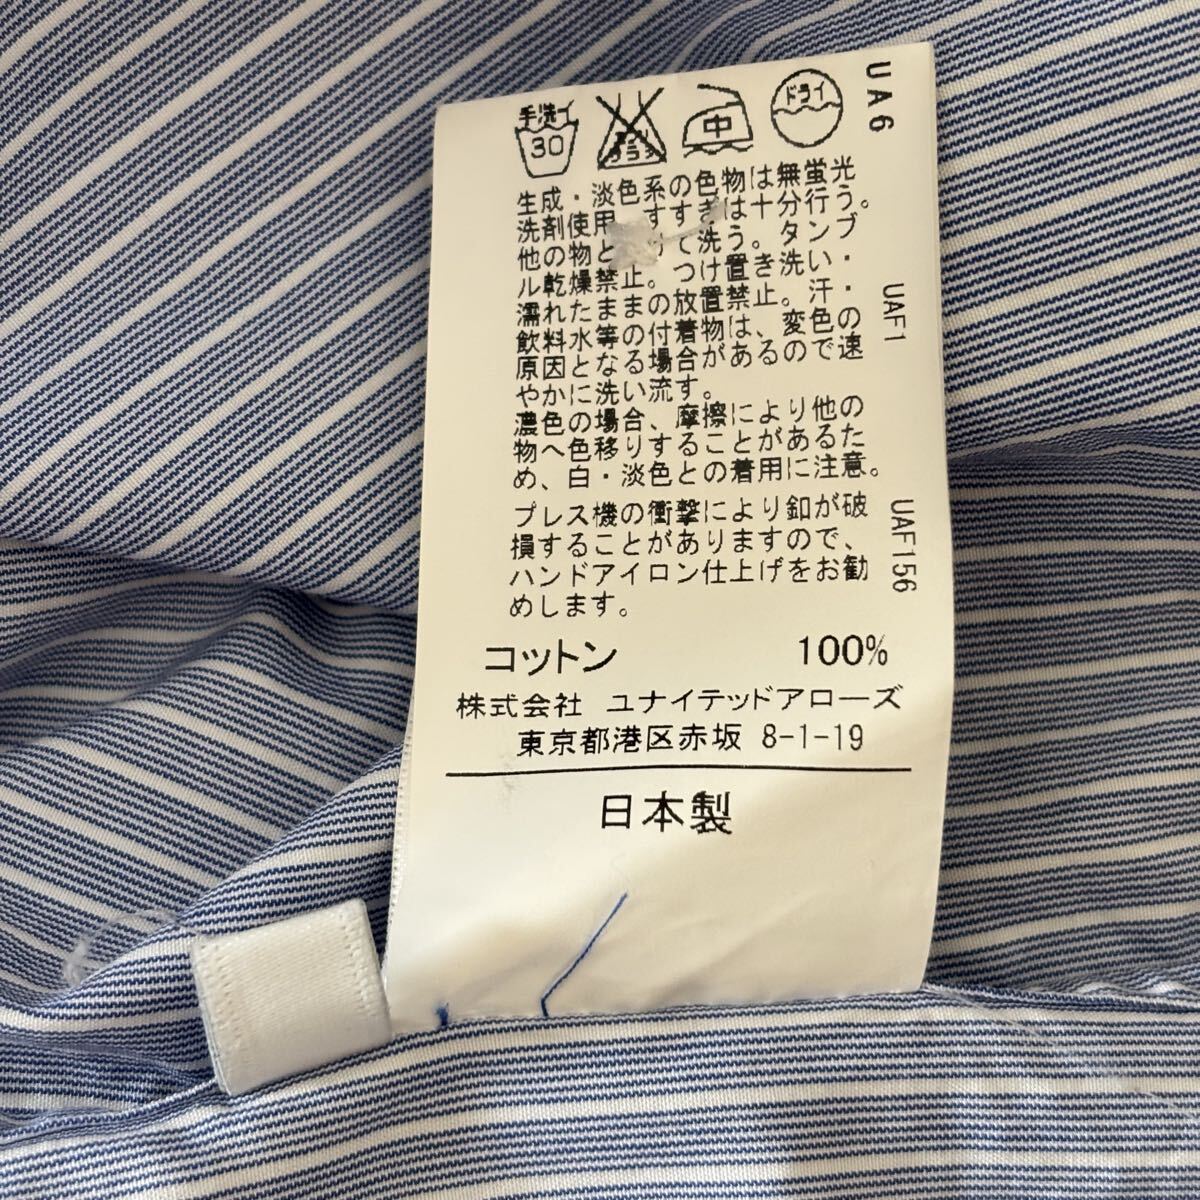 手洗イ
30
中
ドライ
UA6
生成・淡色系の色物は無蛍光
洗剤使用 すすぎは十分行う。
他の物と けて洗う。タンブ
ル乾燥禁止。つけ置き洗い・
濡れたままの放置禁止。汗・
飲料水等の付着物は、変色の
原因となる場合があるので速
やかに洗い流す。
濃色の場合、摩擦により他の
物へ色移りすることがあるた
め、白・淡色との着用に注意。
プレス機の衝撃により釦が破
損することがありますので、
ハンドアイロン仕上げをお勧
めします。
UAF1
UAF156
コットン 100%
株式会社 ユナイテッドアローズ
東京都港区赤坂 8-1-19
日本製